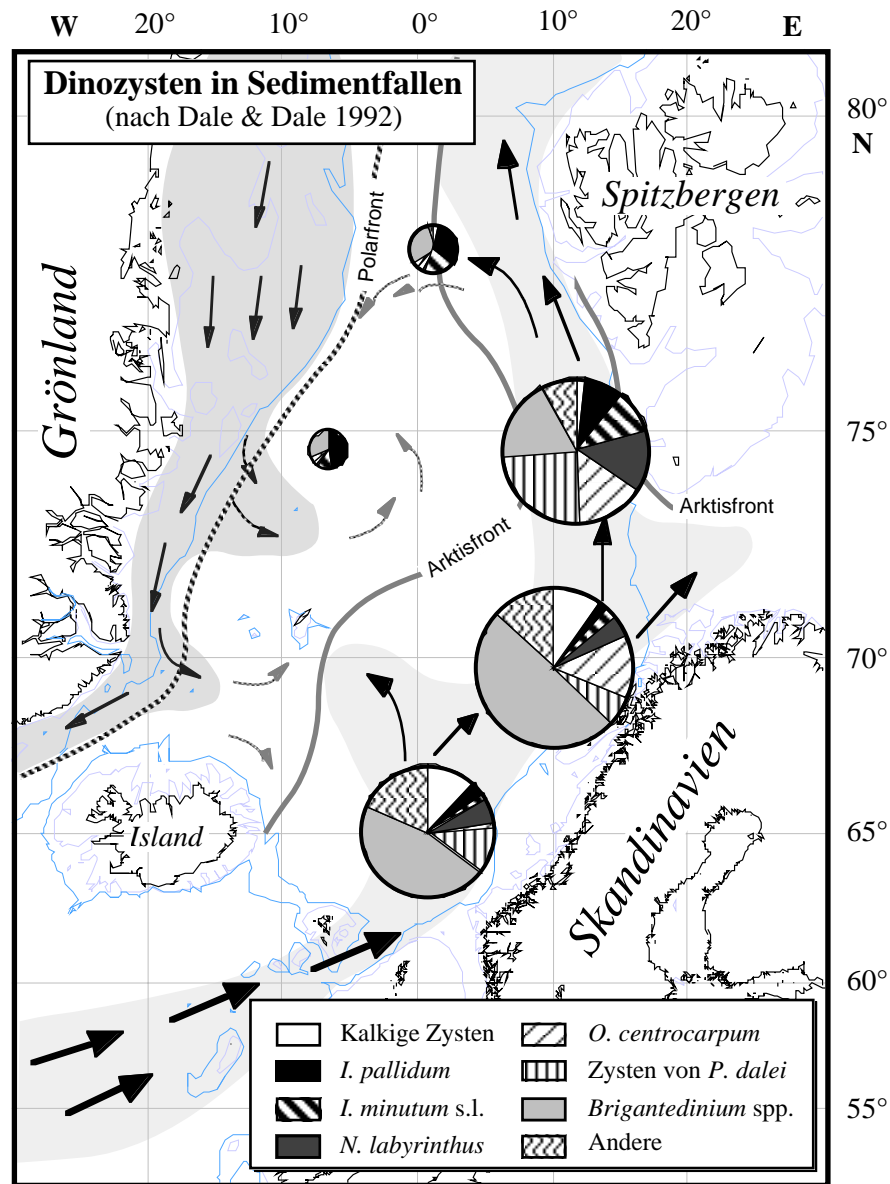 W 20° 10° 0° 10° 20° E
Dinozysten in Sedimentfallen
(nach Dale & Dale 1992)
80°
N
Spitzbergen
Polarfront
Grönland
75°
Arktisfront
Arktisfront
70°
Skandinavien
Island
65°
60°
Kalkige Zysten
I. pallidum
I. minutum s.l.
N. labyrinthus
O. centrocarpum
Zysten von P. dalei
Brigantedinium spp.
Andere
55°